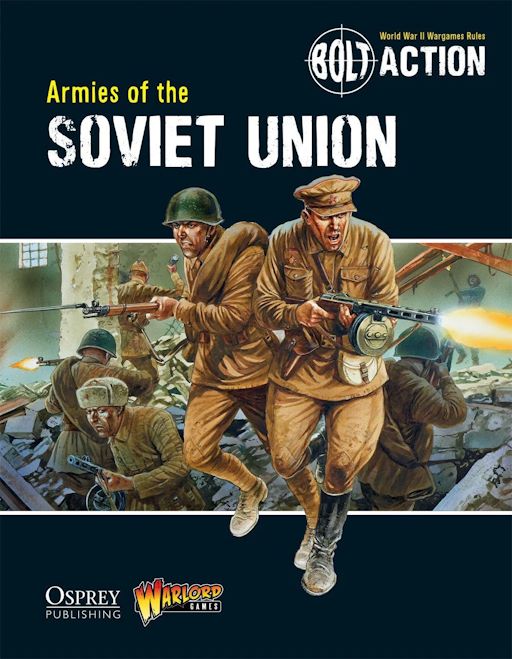 World War II Wargames Rules
BOLT ACTION
Armies of the
SOVIET UNION
OSPREY
PUBLISHING
WARLORD
GAMES